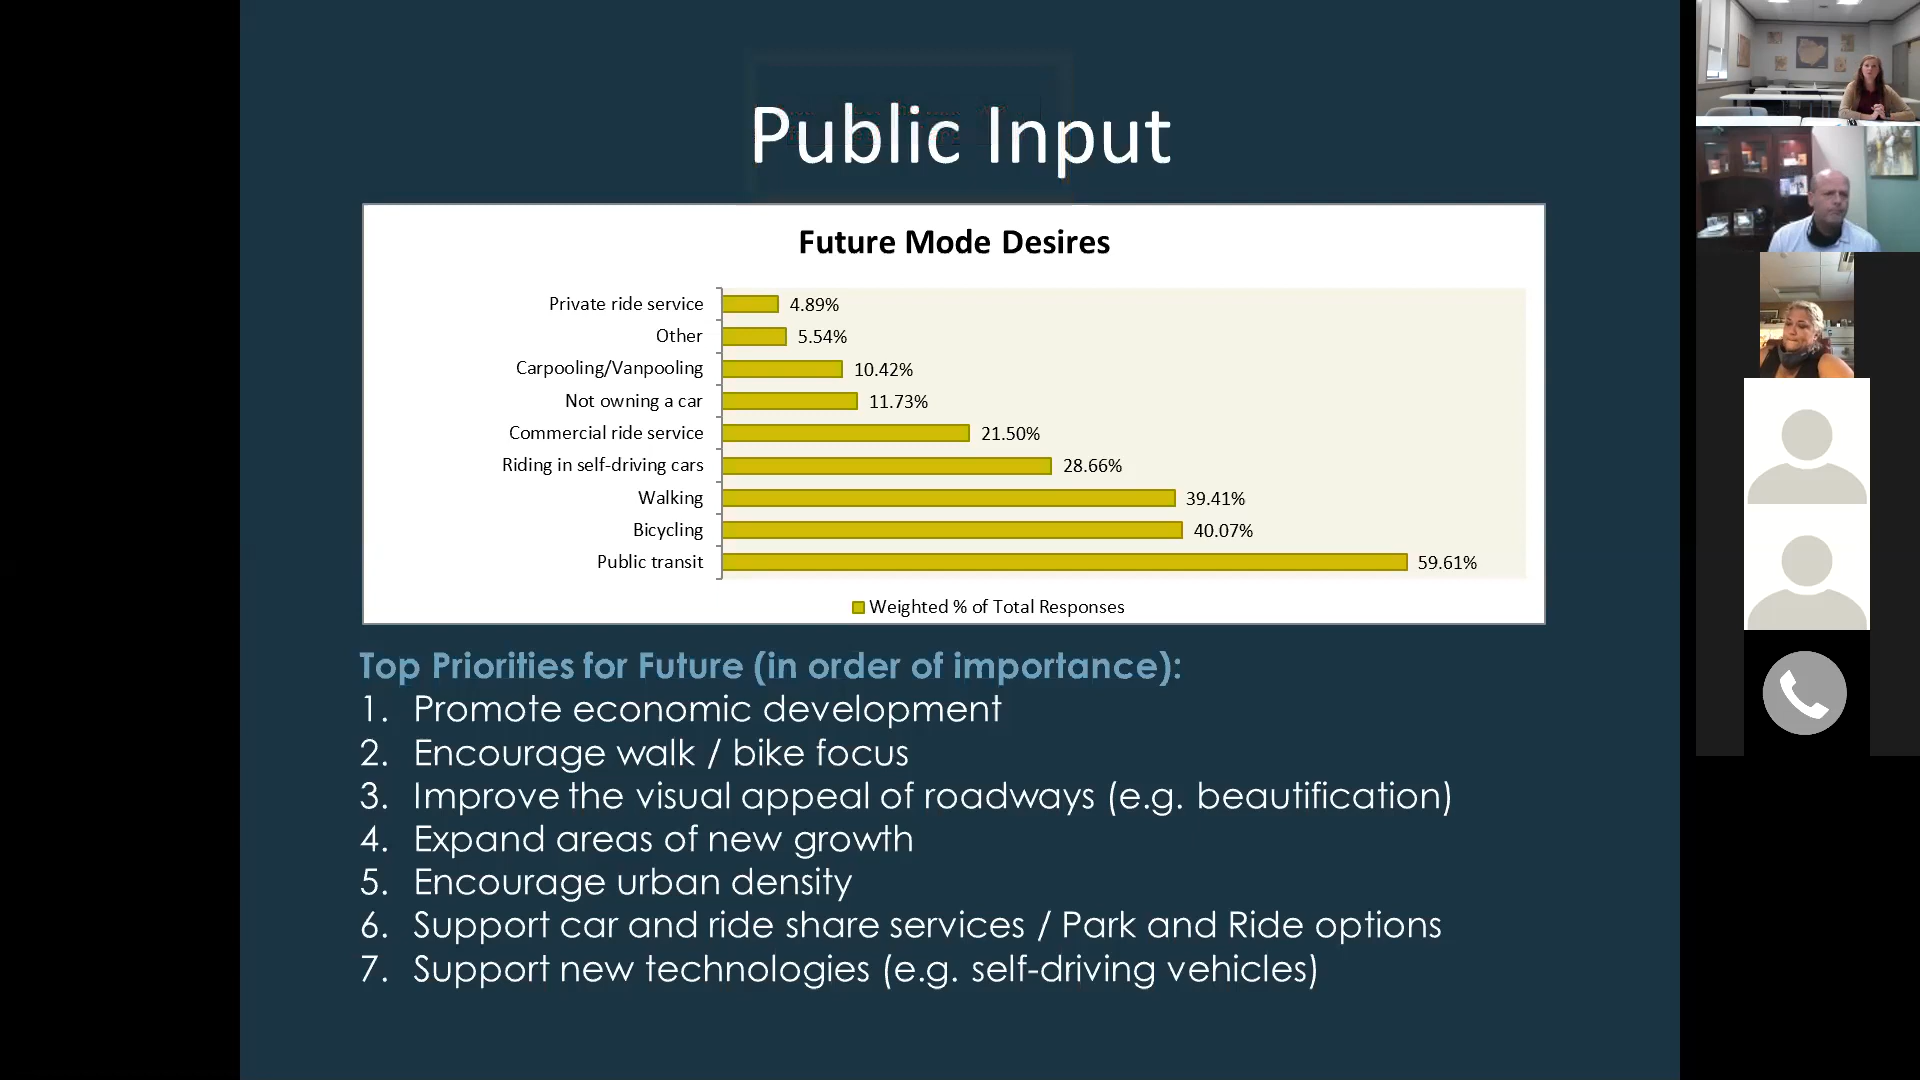 Public Input
Future Mode Desires
Private ride service 4.89%
Other 5.54%
Carpooling/Vanpooling 10.42%
Not owning a car 11.73%
Commercial ride service 21.50%
Riding in self-driving cars 28.66%
Walking 39.41%
Bicycling 40.07%
Public transit 59.61%
Weighted % of Total Responses
Top Priorities for Future (in order of importance):
1. Promote economic development
2. Encourage walk / bike focus
3. Improve the visual appeal of roadways (e.g. beautification)
4. Expand areas of new growth
5. Encourage urban density
6. Support car and ride share services / Park and Ride options
7. Support new technologies (e.g. self-driving vehicles)